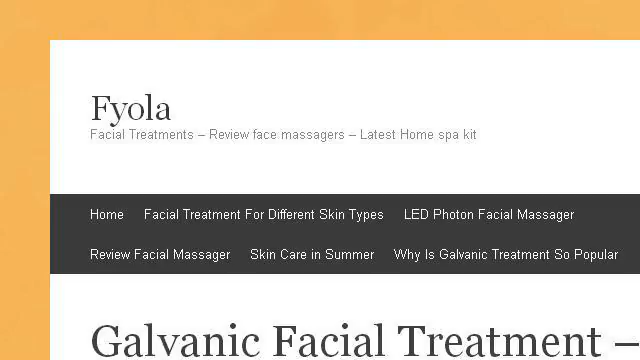 Fyola
Facial Treatments – Review face massagers – Latest Home spa kit
Home Facial Treatment For Different Skin Types LED Photon Facial Massager
Review Facial Massager Skin Care in Summer Why Is Galvanic Treatment So Popular
Galvanic Facial Treatment –